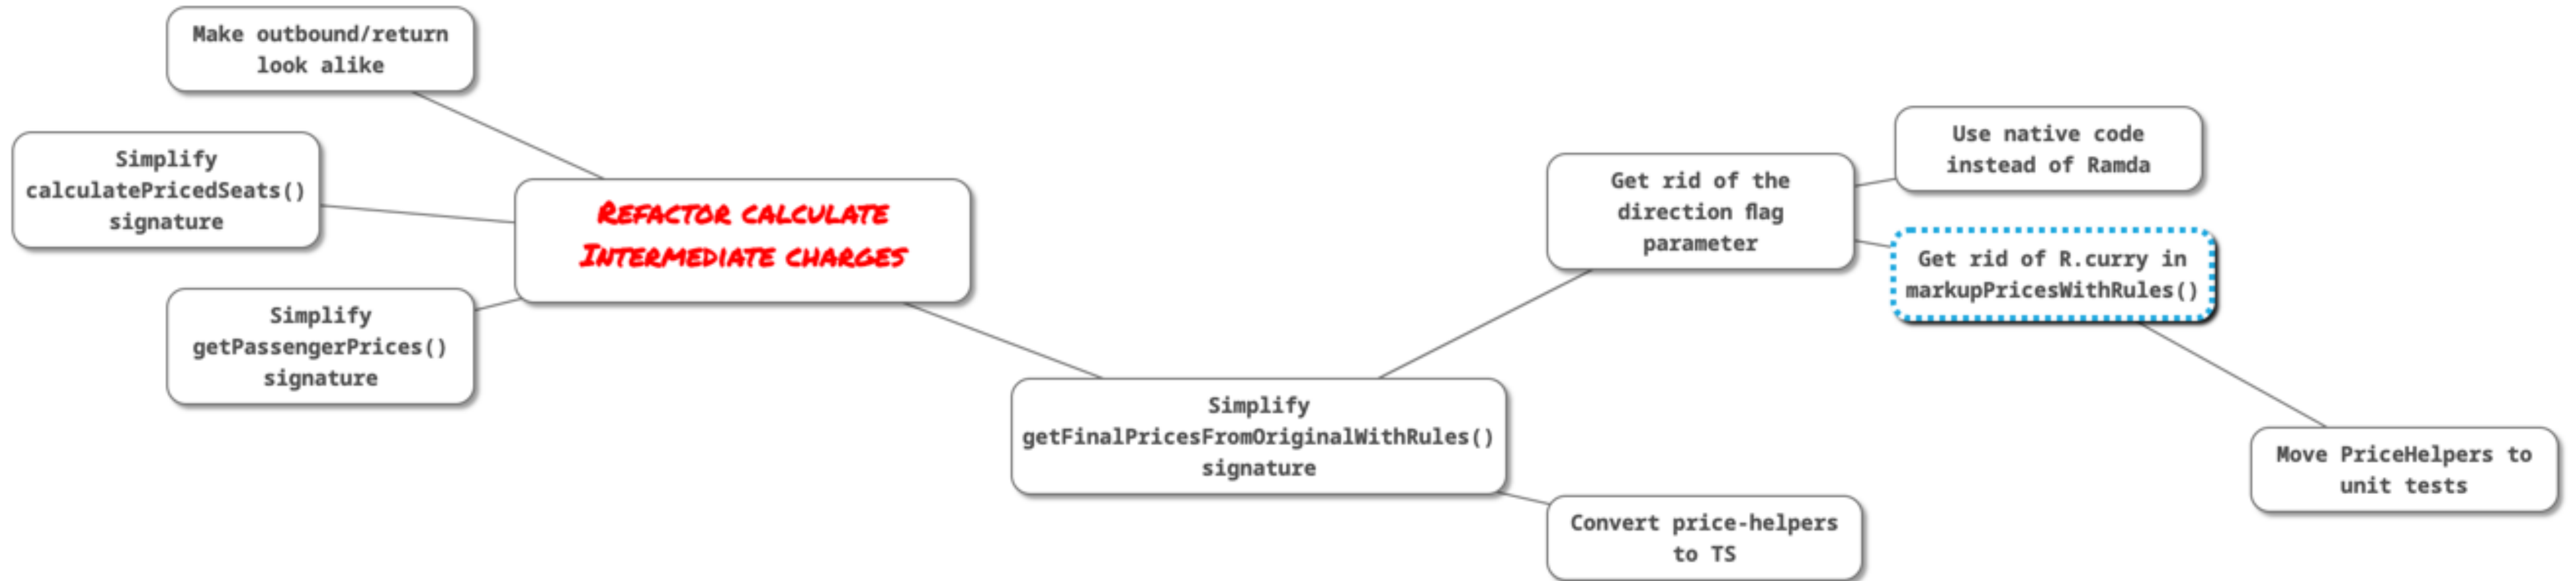 Make outbound/return
look alike
Simplify
calculatePricedSeats()
signature
Simplify
getPassengerPrices()
signature
REFACTOR CALCULATE
INTERMEDIATE CHARGES
Simplify
getFinalPricesFromOriginalWithRules()
signature
Get rid of the
direction flag
parameter
Use native code
instead of Ramda
Get rid of R.curry in
markupPricesWithRules()
Move PriceHelpers to
unit tests
Convert price-helpers
to TS